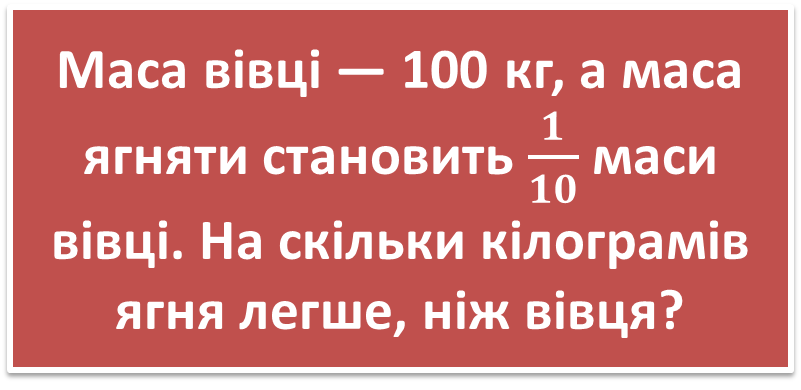 Маса вівці — 100 кг, а маса
ягняти становить 1/10 маси
вівці. На скільки кілограмів
ягня легше, ніж вівця?